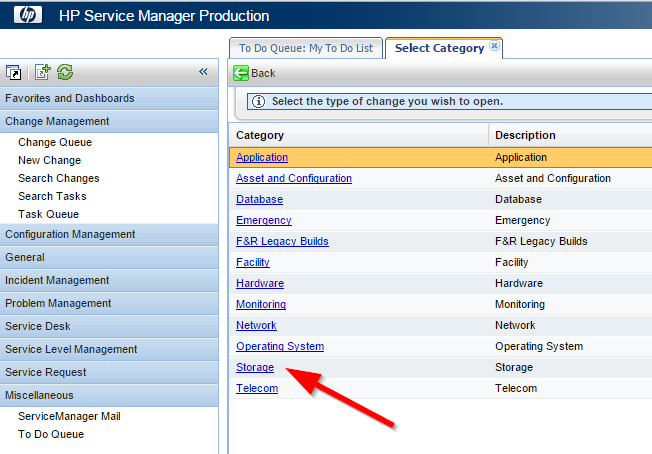 hp HP Service Manager Production
To Do Queue: My To Do List Select Category
«
Back
Select the type of change you wish to open.
Favorites and Dashboards
Change Management
Change Queue
New Change
Search Changes
Search Tasks
Task Queue
Configuration Management
General
Incident Management
Problem Management
Service Desk
Service Level Management
Service Request
Miscellaneous
ServiceManager Mail
To Do Queue
Category Description
Application Application
Asset and Configuration Asset and Configuration
Database Database
Emergency Emergency
F&R Legacy Builds F&R Legacy Builds
Facility Facility
Hardware Hardware
Monitoring Monitoring
Network Network
Operating System Operating System
Storage Storage
Telecom Telecom